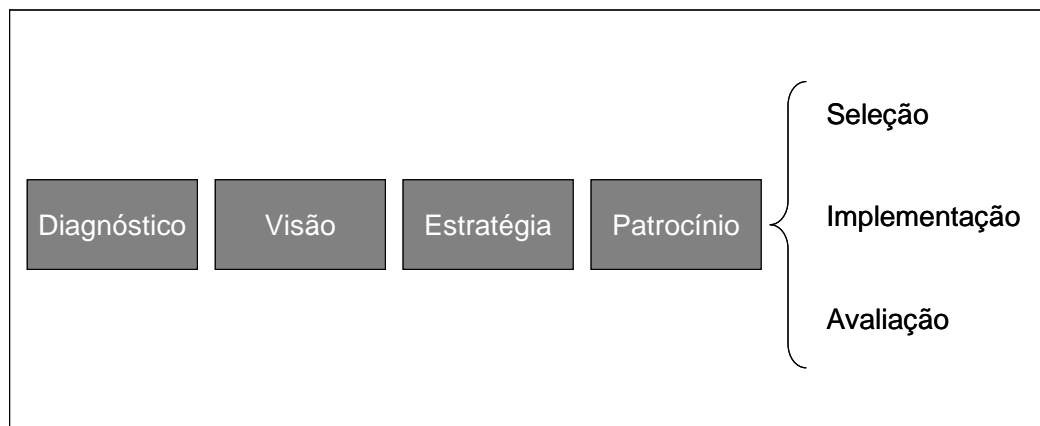 Diagnóstico
Visão
Estratégia
Patrocínio
Seleção
Implementação
Avaliação